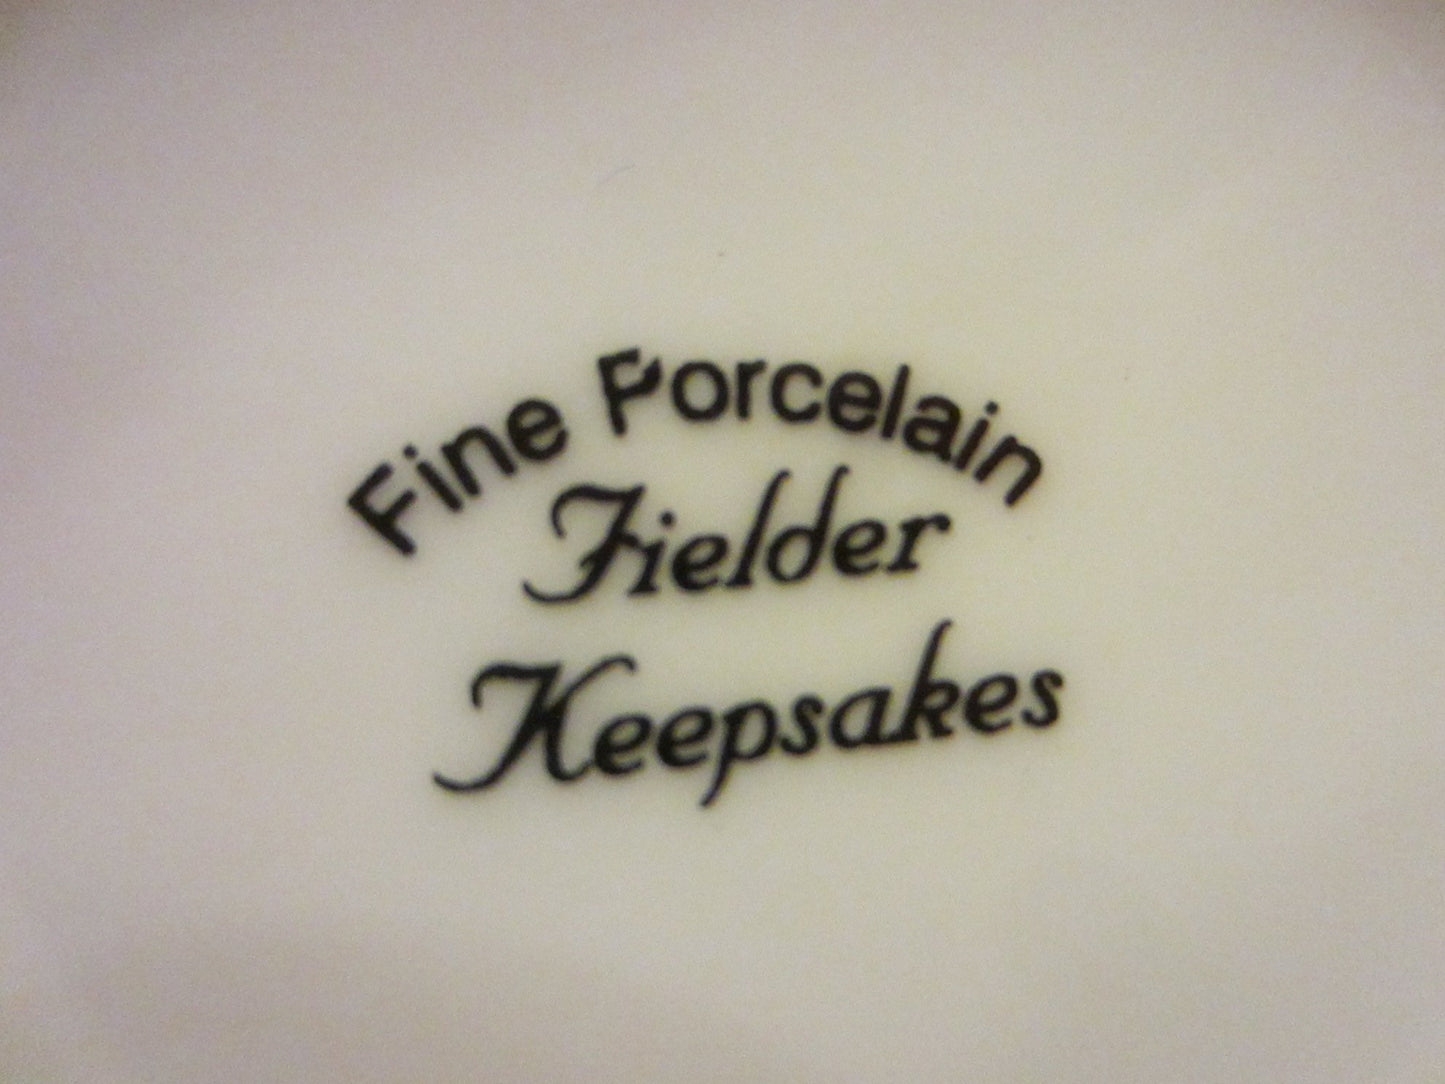 Fine Porcelain
Fielder
Keepsakes